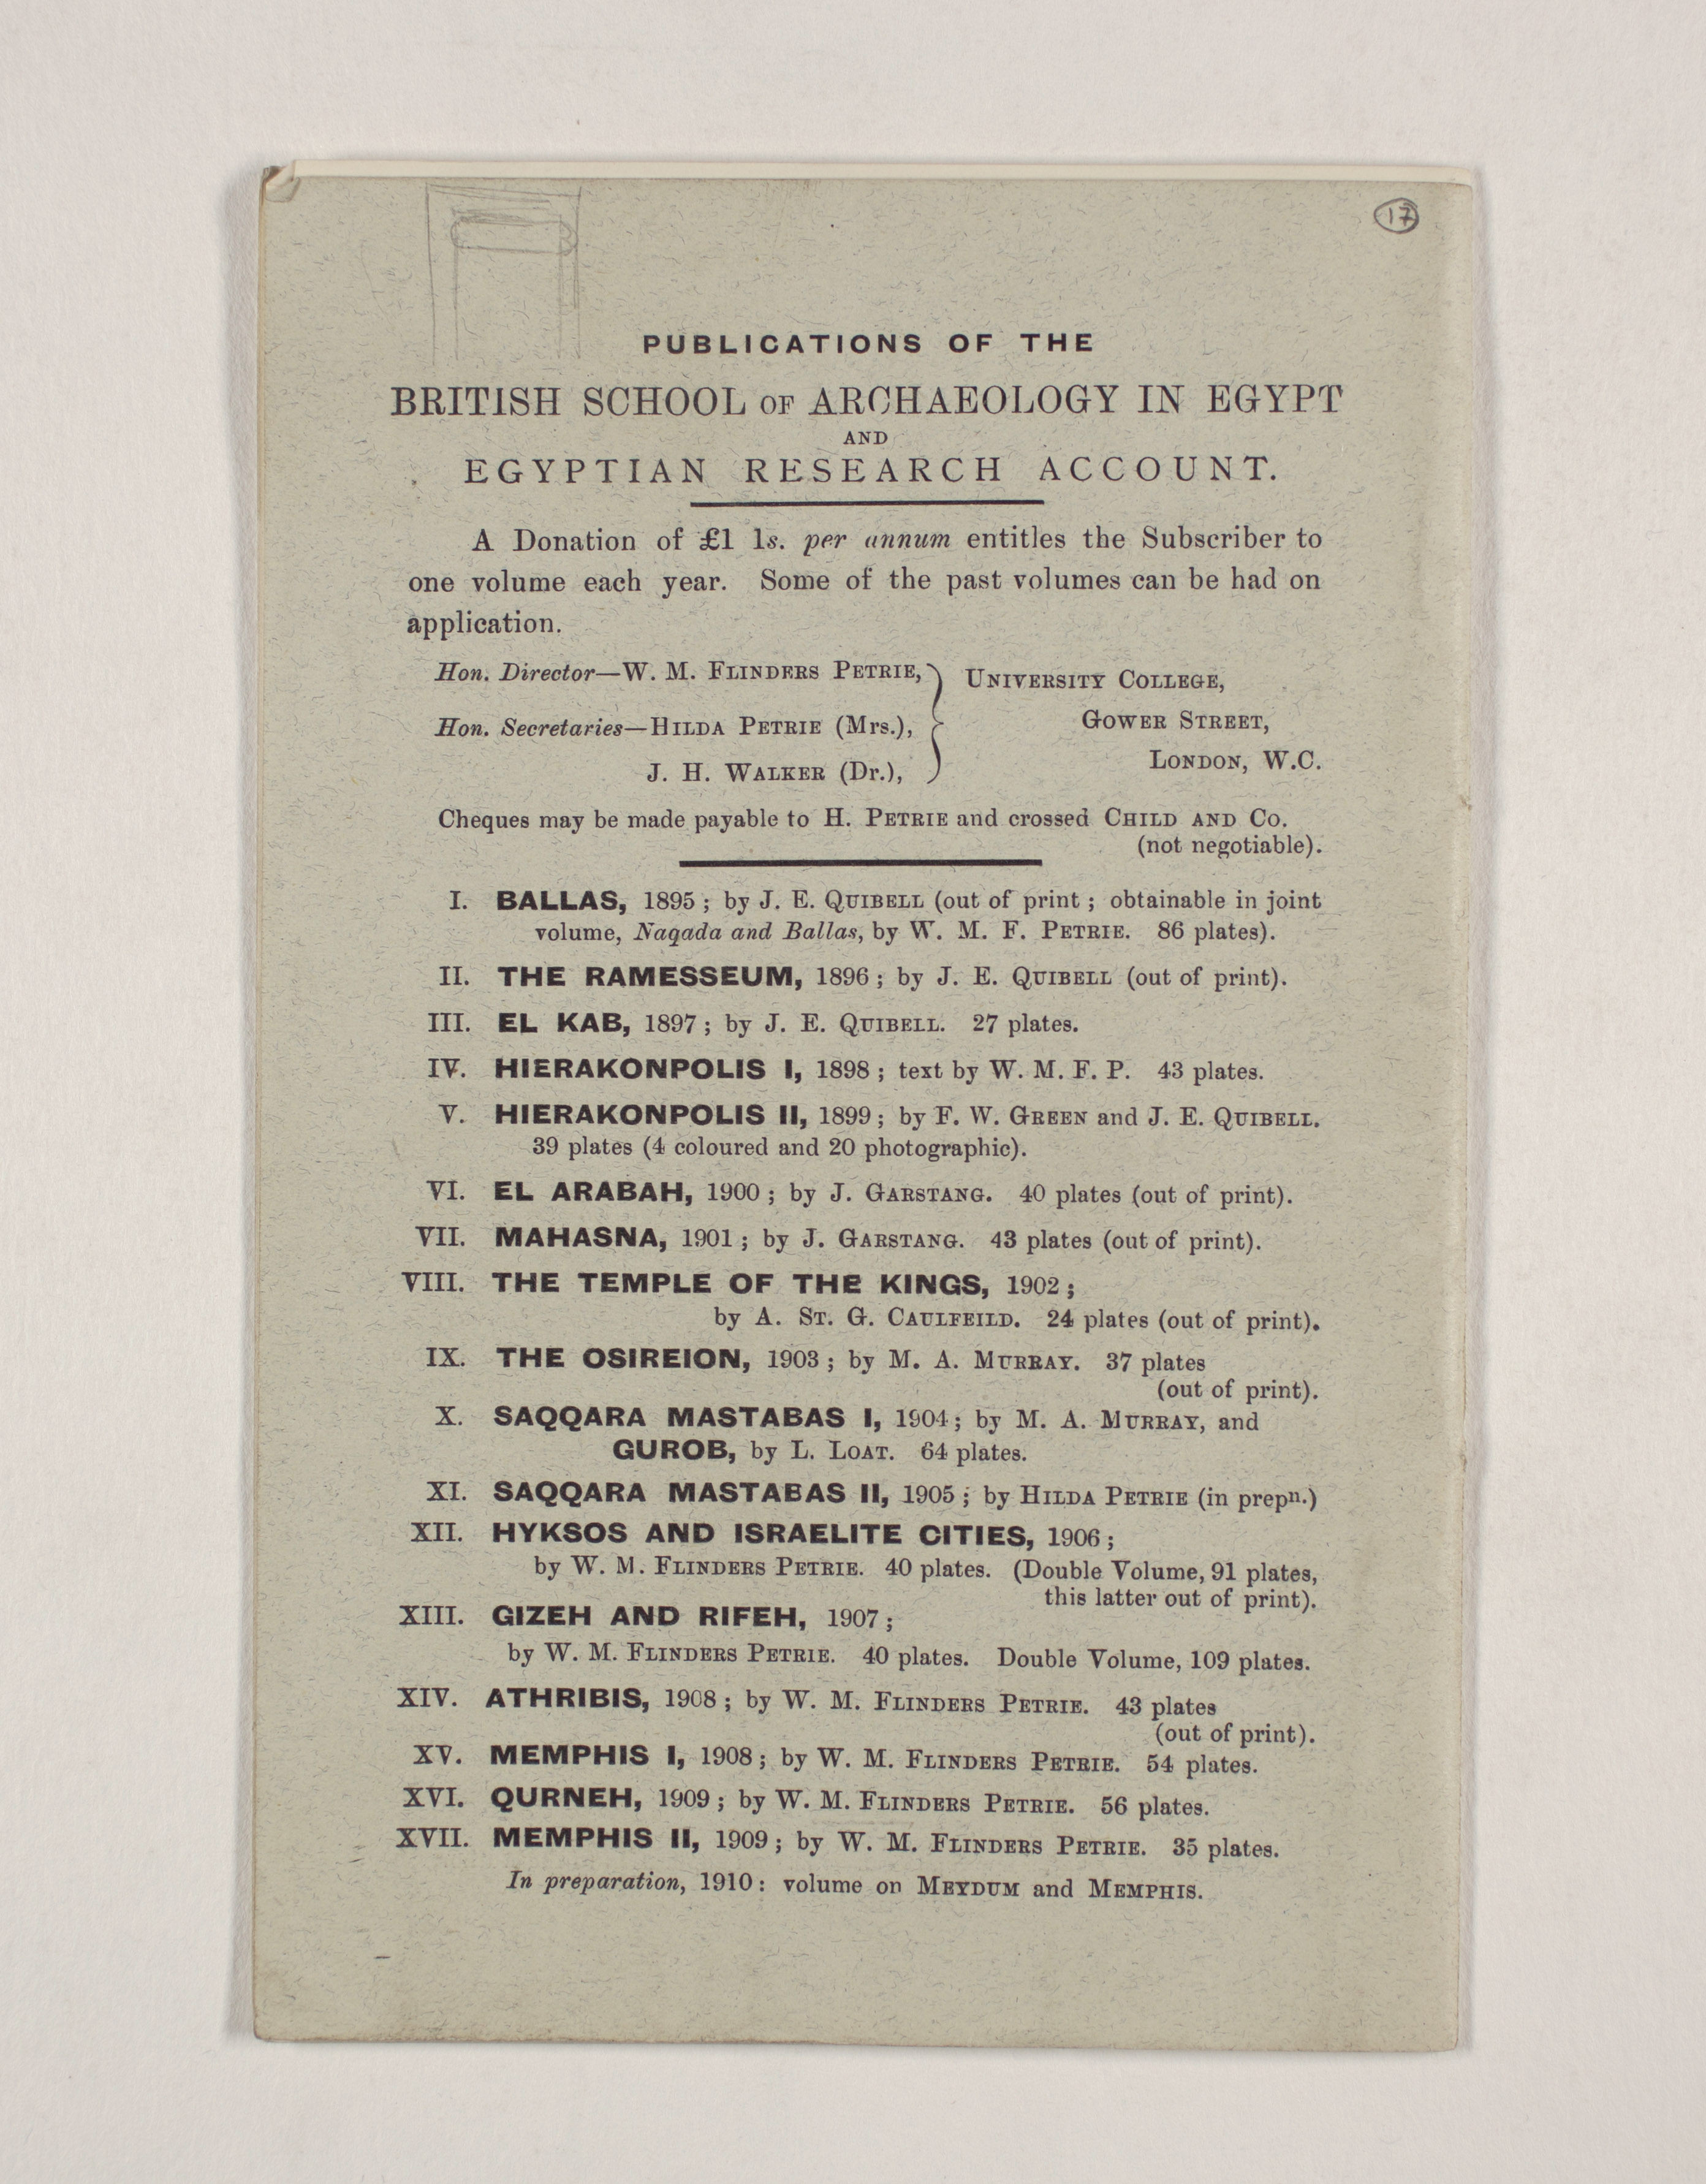 17
PUBLICATIONS OF THE
BRITISH SCHOOL OF ARCHAEOLOGY IN EGYPT
AND
EGYPTIAN RESEARCH ACCOUNT.
A Donation of £1 1s. per annum entitles the Subscriber to
one volume each year. Some of the past volumes can be had on
application.
Hon. Director—W. M. FLINDERS PETRIE,
Hon. Secretaries—HILDA PETRIE (Mrs.),
J. H. WALKER (Dr.),
UNIVERSITY COLLEGE,
GOWER STREET,
LONDON, W.C.
Cheques may be made payable to H. PETRIE and crossed CHILD AND CO.
(not negotiable).
I. BALLAS, 1895; by J. E. QUIBELL (out of print; obtainable in joint
volume, Naqada and Ballas, by W. M. F. PETRIE. 86 plates).
II. THE RAMESSEUM, 1896; by J. E. QUIBELL (out of print).
III. EL KAB, 1897; by J. E. QUIBELL. 27 plates.
IV. HIERAKONPOLIS I, 1898; text by W. M. F. P. 43 plates.
V. HIERAKONPOLIS II, 1899; by F. W. GREEN and J. E. QUIBELL.
39 plates (4 coloured and 20 photographic).
VI. EL ARABAH, 1900; by J. GARSTANG. 40 plates (out of print).
VII. MAHASNA, 1901; by J. GARSTANG. 43 plates (out of print).
VIII. THE TEMPLE OF THE KINGS, 1902;
by A. ST. G. CAULFEILD. 24 plates (out of print).
IX. THE OSIREION, 1903; by M. A. MURRAY. 37 plates
(out of print).
X. SAQQARA MASTABAS I, 1904; by M. A. MURRAY, and
GUROB, by L. LOAT. 64 plates.
XI. SAQQARA MASTABAS II, 1905; by HILDA PETRIE (in prepn.)
XII. HYKSOS AND ISRAELITE CITIES, 1906;
by W. M. FLINDERS PETRIE. 40 plates. (Double Volume, 91 plates,
this latter out of print).
XIII. GIZEH AND RIFEH, 1907;
by W. M. FLINDERS PETRIE. 40 plates. Double Volume, 109 plates.
XIV. ATHRIBIS, 1908; by W. M. FLINDERS PETRIE. 43 plates
(out of print).
XV. MEMPHIS I, 1908; by W. M. FLINDERS PETRIE. 54 plates.
XVI. QURNEH, 1909; by W. M. FLINDERS PETRIE. 56 plates.
XVII. MEMPHIS II, 1909; by W. M. FLINDERS PETRIE. 35 plates.
In preparation, 1910: volume on MEYDUM and MEMPHIS.